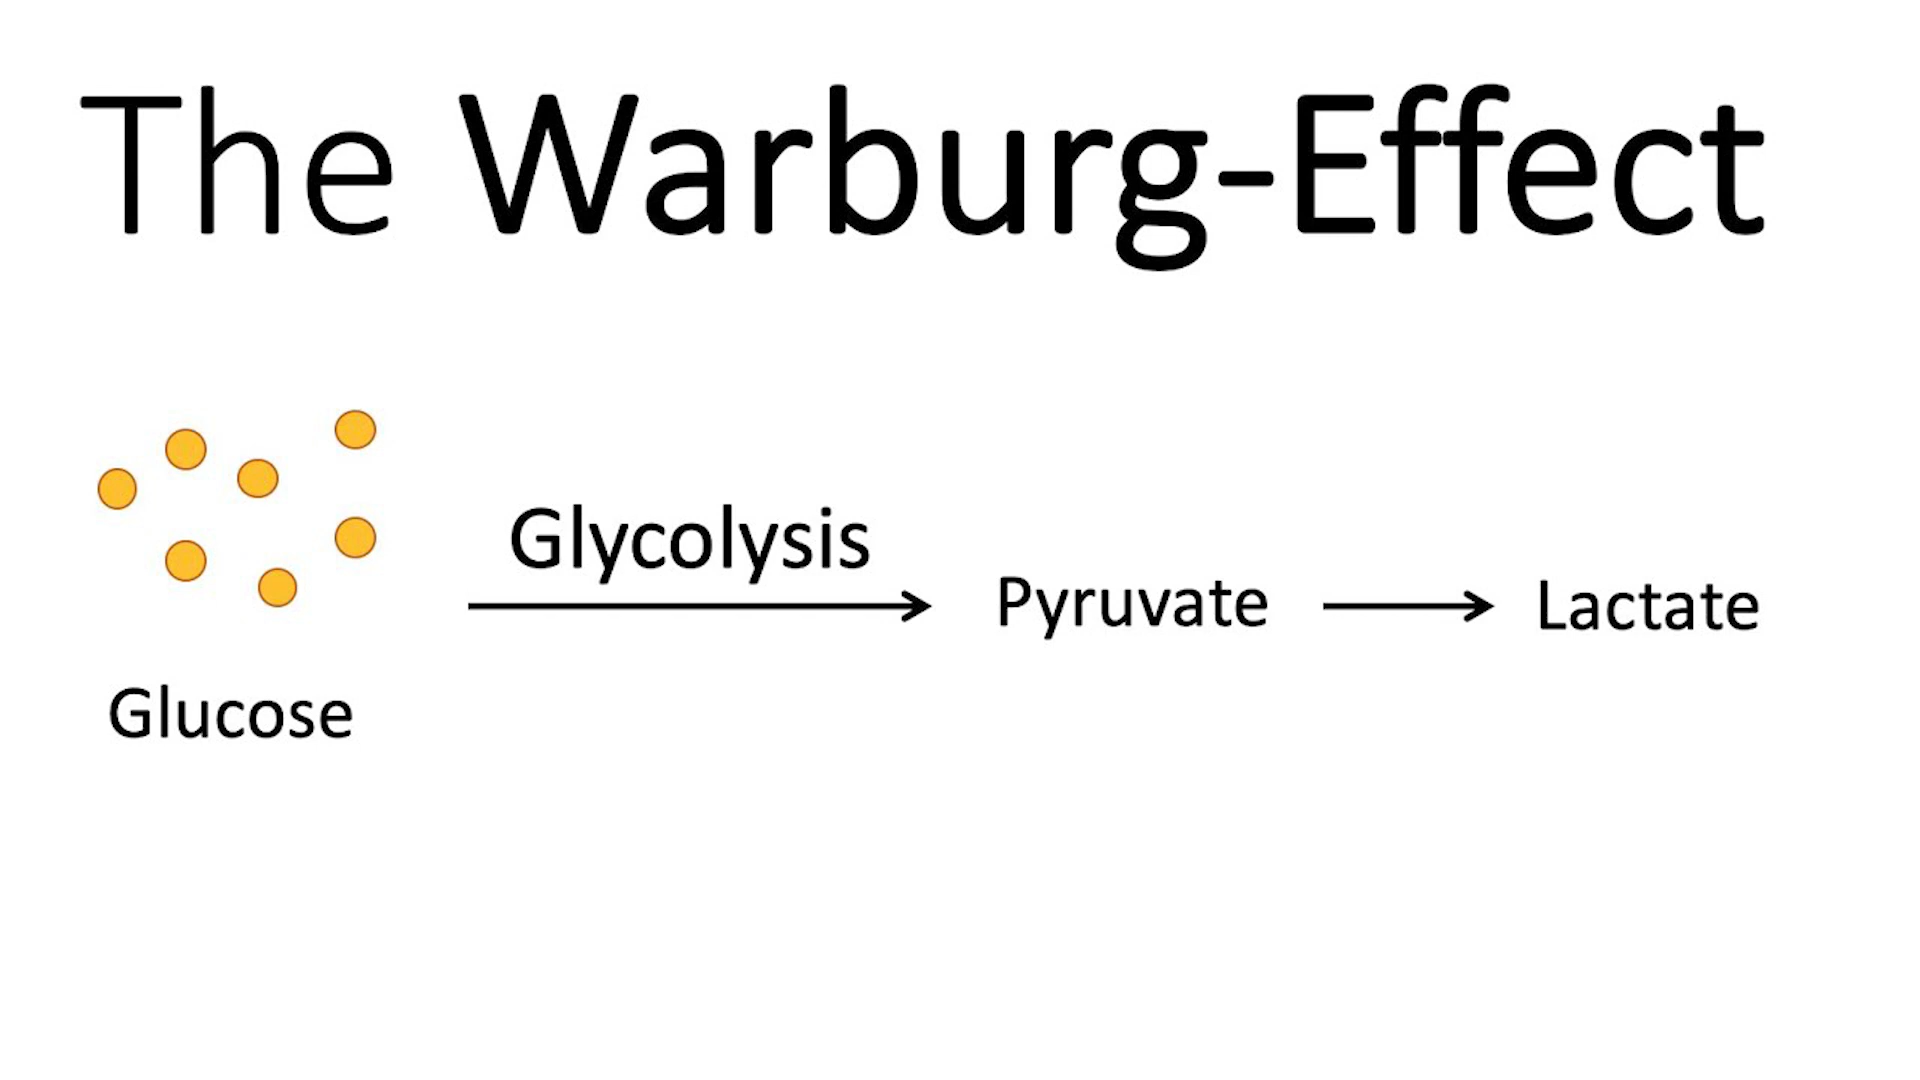 The Warburg-Effect
Glycolysis
Pyruvate
Lactate
Glucose